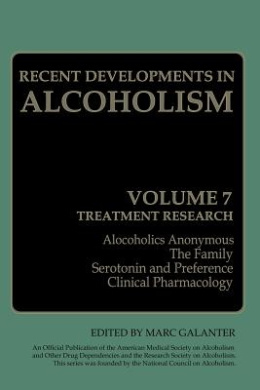 RECENT DEVELOPMENTS IN
ALCOHOLISM
VOLUME 7
TREATMENT RESEARCH
Alocoholics Anonymous
The Family
Serotonin and Preference
Clinical Pharmacology
EDITED BY MARC GALANTER
An Official Publication of the American Medical Society on Alcoholism
and Other Drug Dependencies and the Research Society on Alcoholism.
This series was founded by the National Council on Alcoholism.